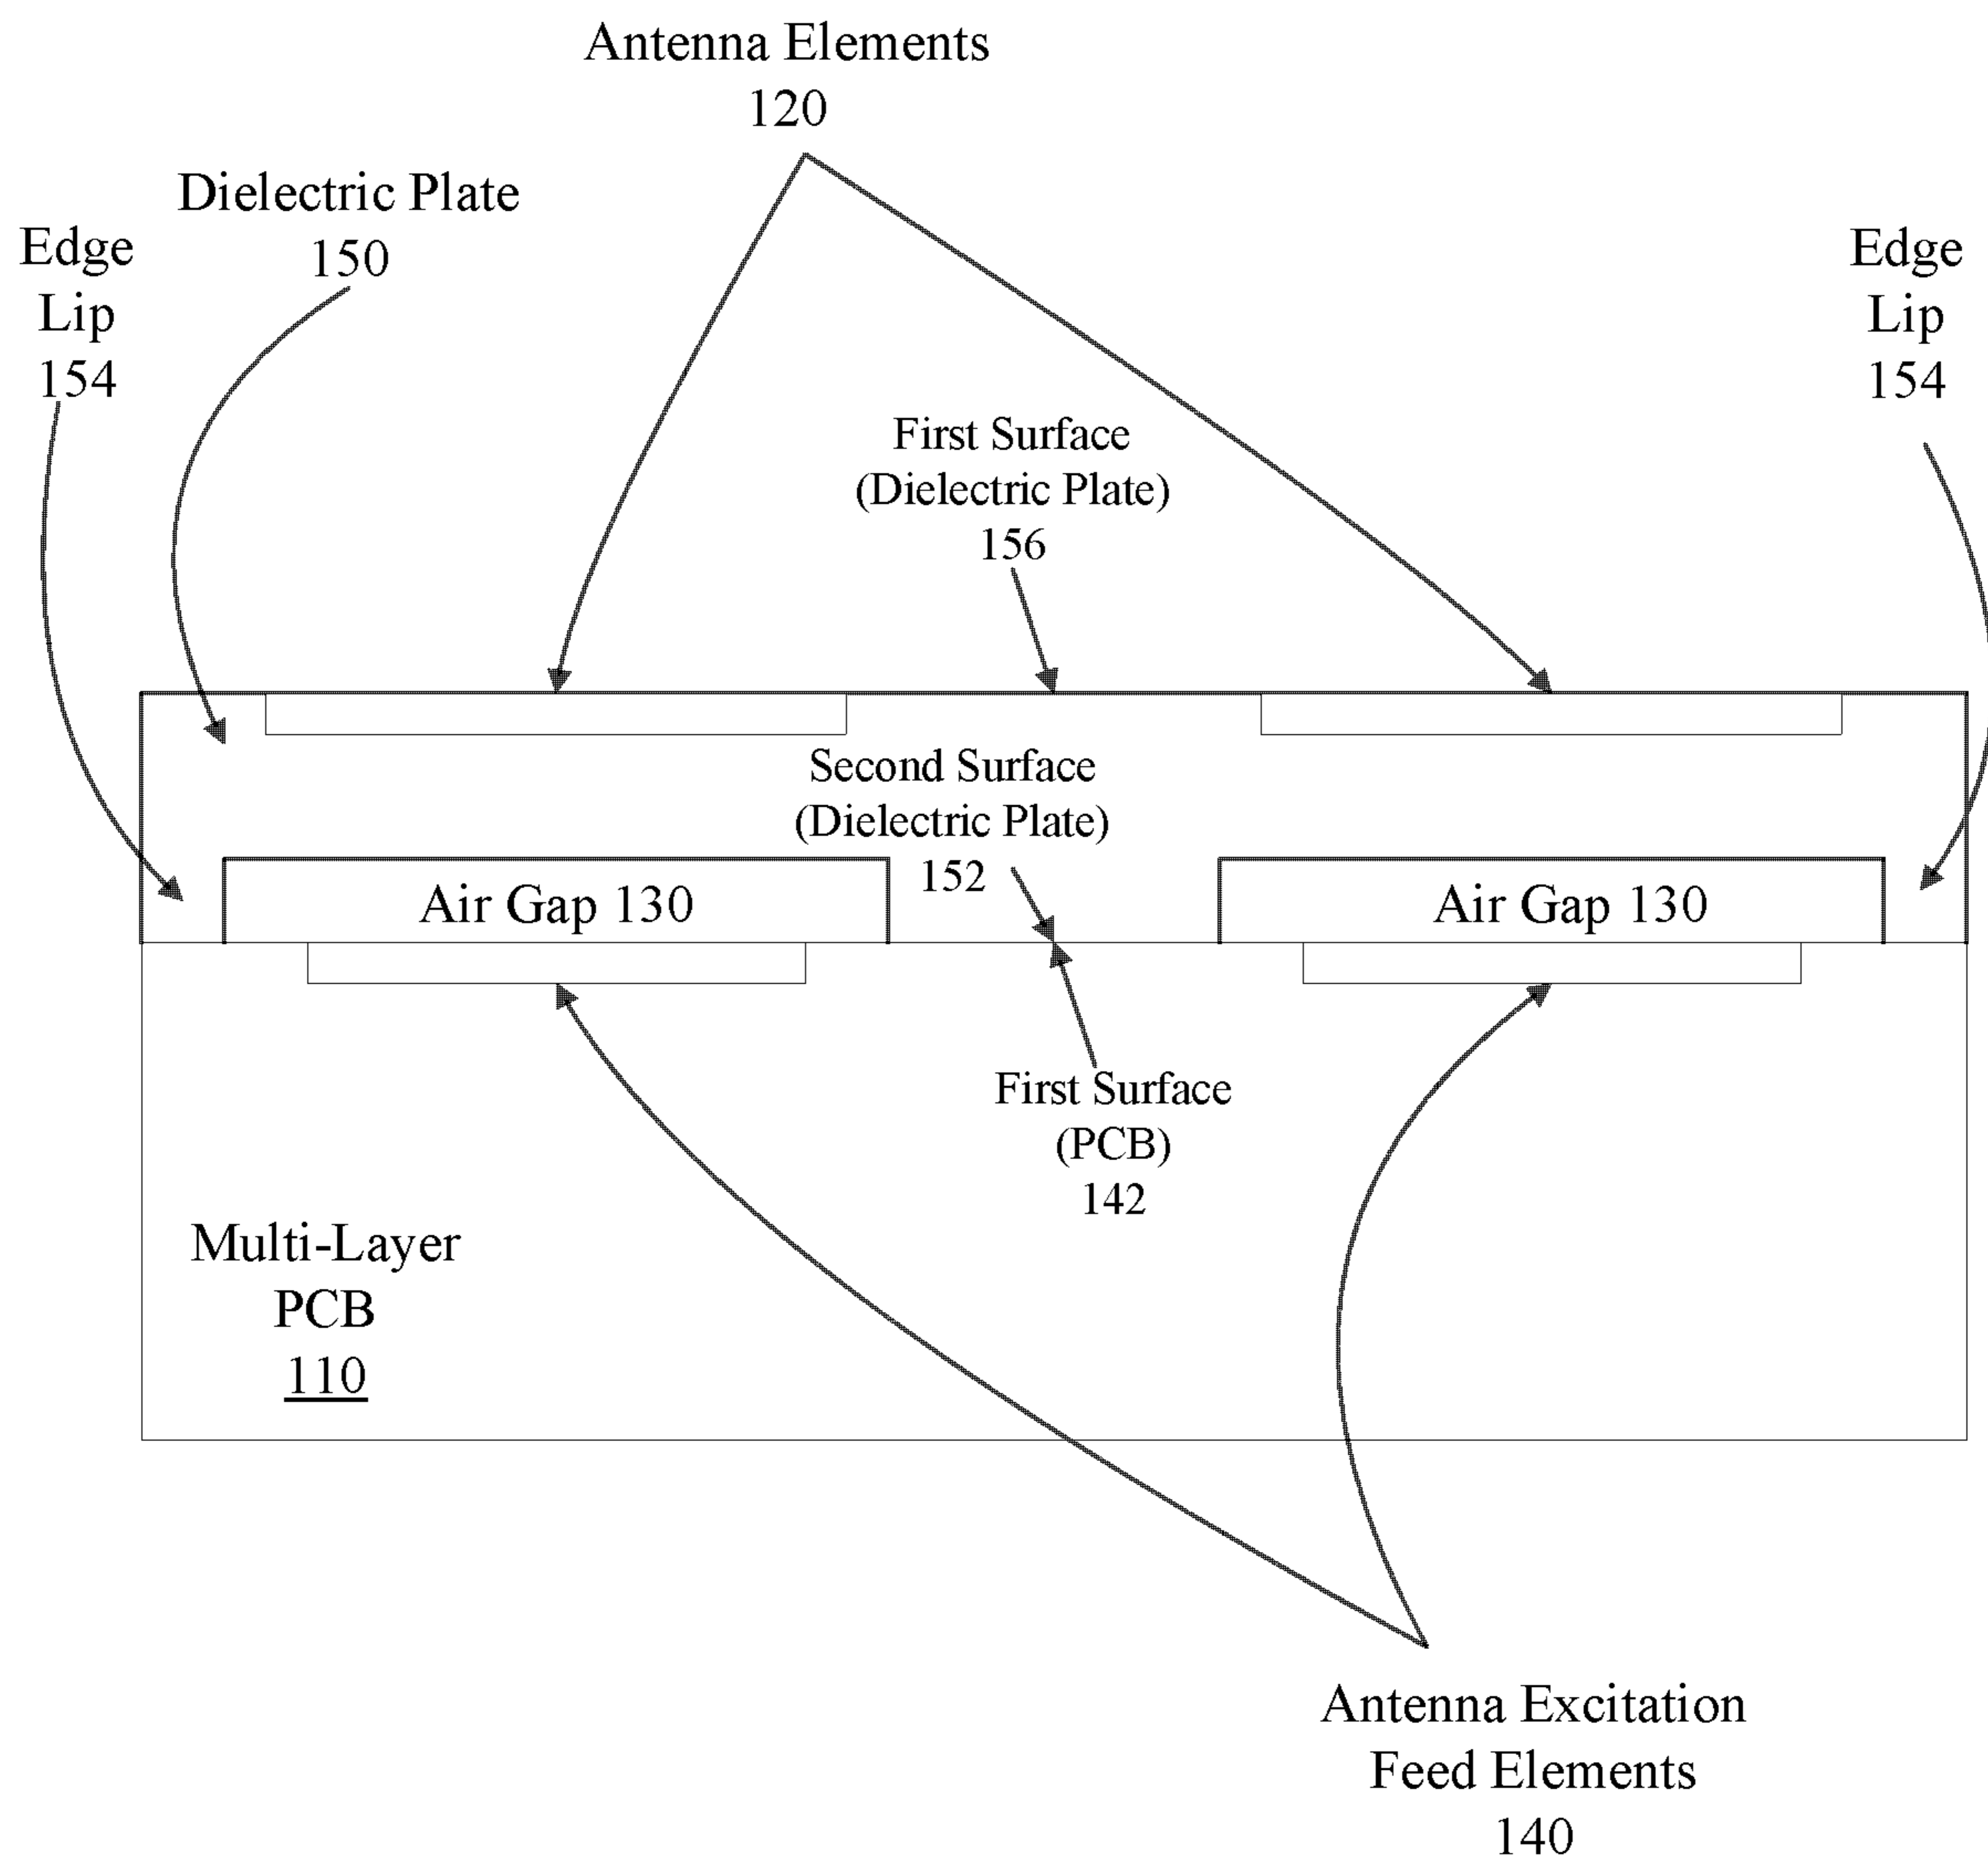 Antenna Elements
120
Dielectric Plate
150
Edge
Lip
154
Edge
Lip
154
First Surface
(Dielectric Plate)
156
Second Surface
(Dielectric Plate)
152
Air Gap 130
Air Gap 130
First Surface
(PCB)
142
Multi-Layer
PCB
110
Antenna Excitation
Feed Elements
140